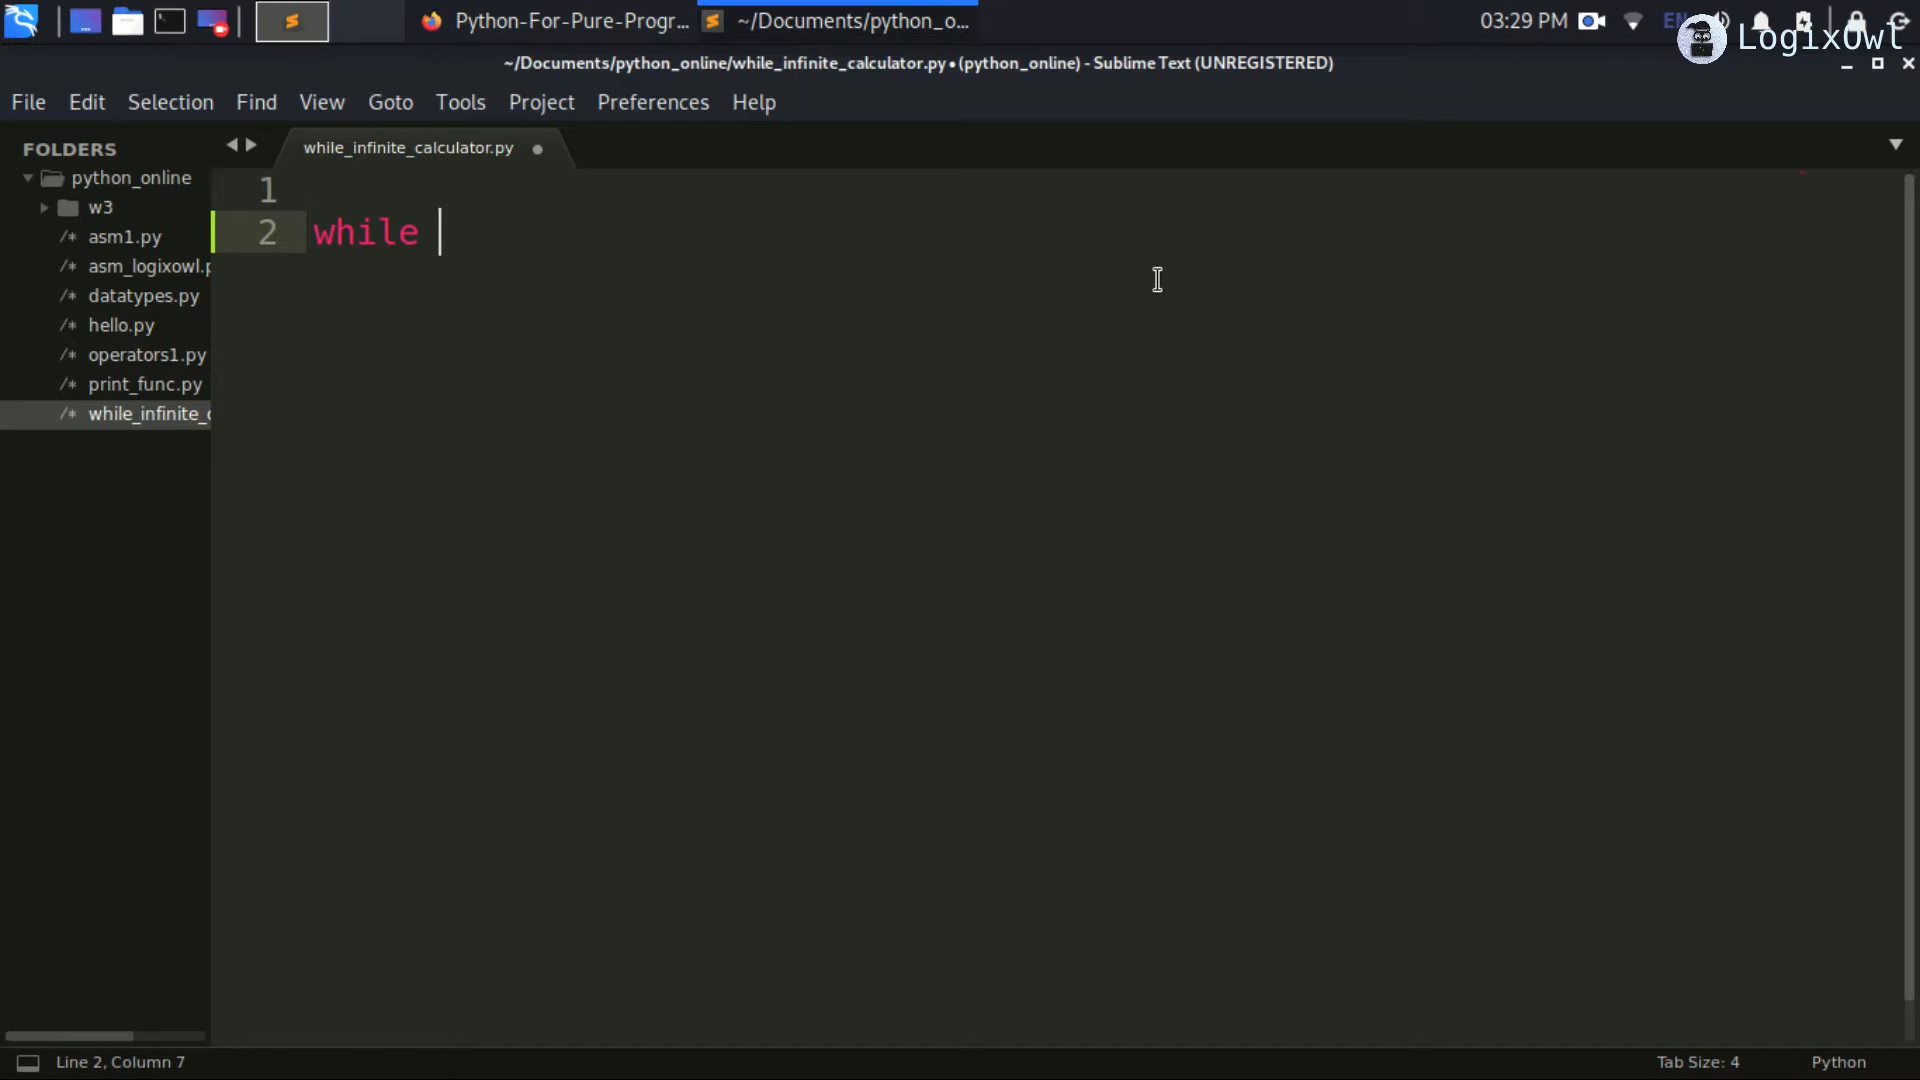 Python-For-Pure-Progr...
~/Documents/python_o...
03:29 PM
EN
LogixOwl
~/Documents/python_online/while_infinite_calculator.py • (python_online) - Sublime Text (UNREGISTERED)
File Edit Selection Find View Goto Tools Project Preferences Help
FOLDERS
while_infinite_calculator.py
python_online
w3
/* asm1.py
/* asm_logixowl.p
/* datatypes.py
/* hello.py
/* operators1.py
/* print_func.py
/* while_infinite_c
1
2 while
Line 2, Column 7
Tab Size: 4
Python